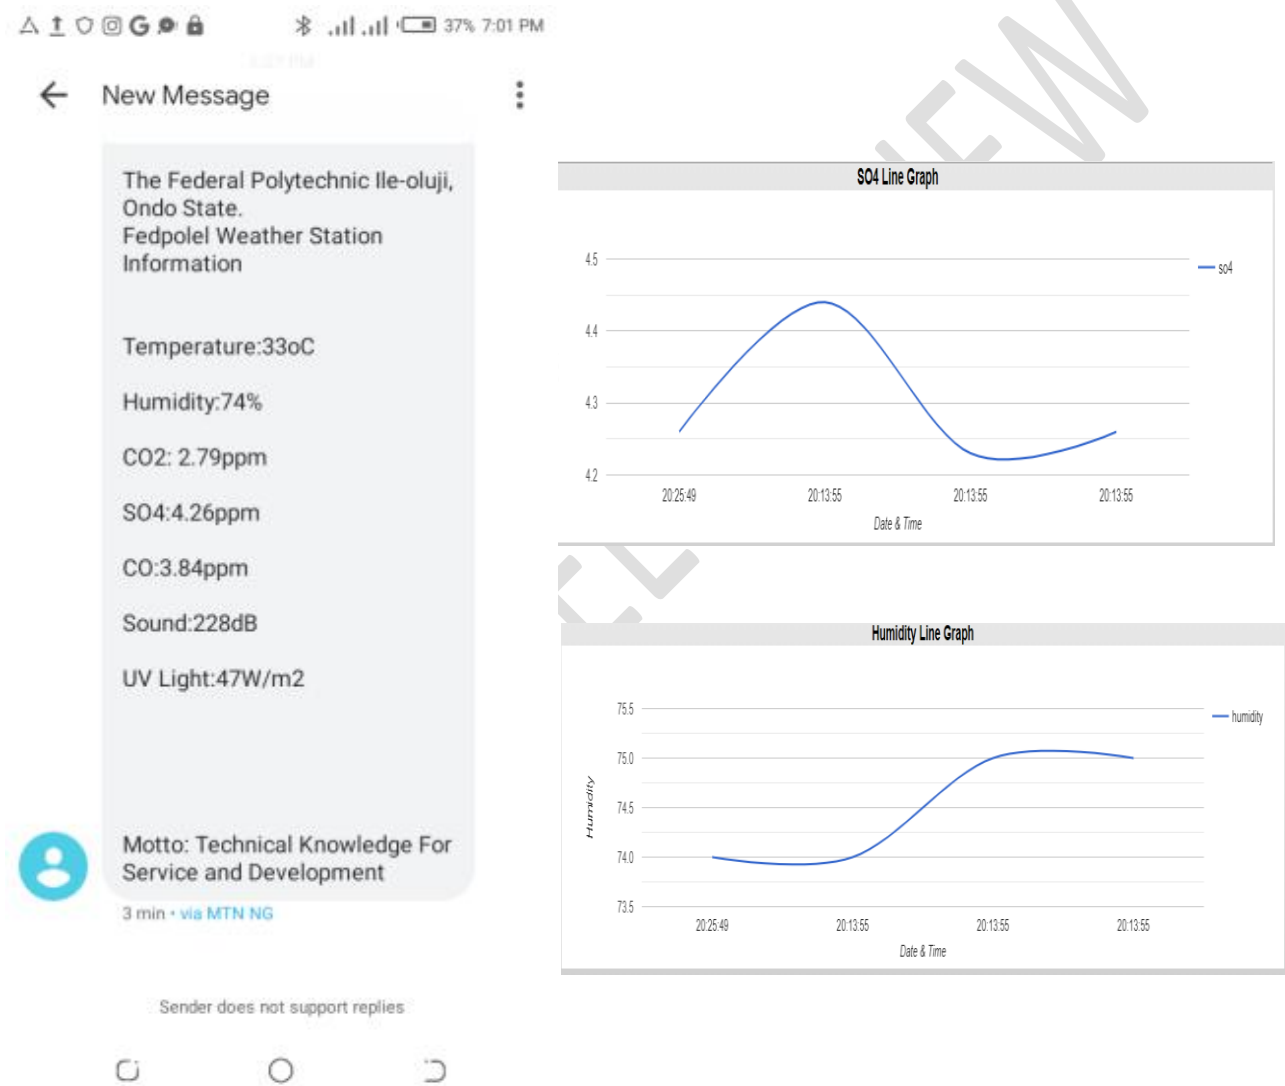 37% 7:01 PM
New Message
The Federal Polytechnic Ile-oluji,
Ondo State.
Fedpolel Weather Station
Information
Temperature:33oC
Humidity:74%
CO2: 2.79ppm
SO4:4.26ppm
CO:3.84ppm
Sound:228dB
UV Light:47W/m2
Motto: Technical Knowledge For
Service and Development
3 min • via MTN NG
Sender does not support replies
SO4 Line Graph
4.5
so4
4.4
4.3
4.2
20:25:49 20:13:55 20:13:55 20:13:55
Date & Time
Humidity Line Graph
75.5
humidity
75.0
74.5
Humidity
74.0
73.5
20:25:49 20:13:55 20:13:55 20:13:55
Date & Time